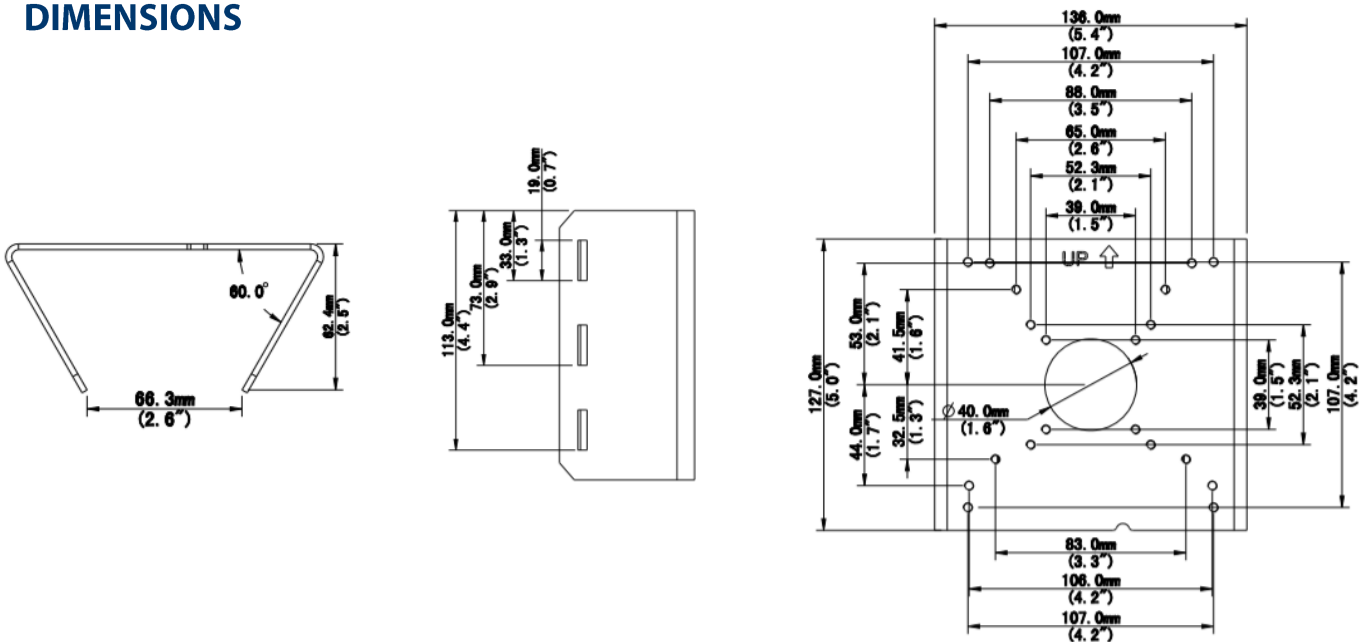 DIMENSIONS
60.0°
62.4mm
(2.5")
66.3mm
(2.6")
19.0mm
(0.7")
33.0mm
(1.3")
73.0mm
(2.9")
113.0mm
(4.4")
136.0mm
(5.4")
107.0mm
(4.2")
88.0mm
(3.5")
65.0mm
(2.6")
52.3mm
(2.1")
39.0mm
(1.5")
UP
53.0mm
(2.1")
41.5mm
(1.6")
127.0mm
(5.0")
Ø 40.0mm
(1.6")
44.0mm
(1.7")
32.5mm
(1.3")
39.0mm
(1.5")
52.3mm
(2.1")
107.0mm
(4.2")
83.0mm
(3.3")
106.0mm
(4.2")
107.0mm
(4.2")